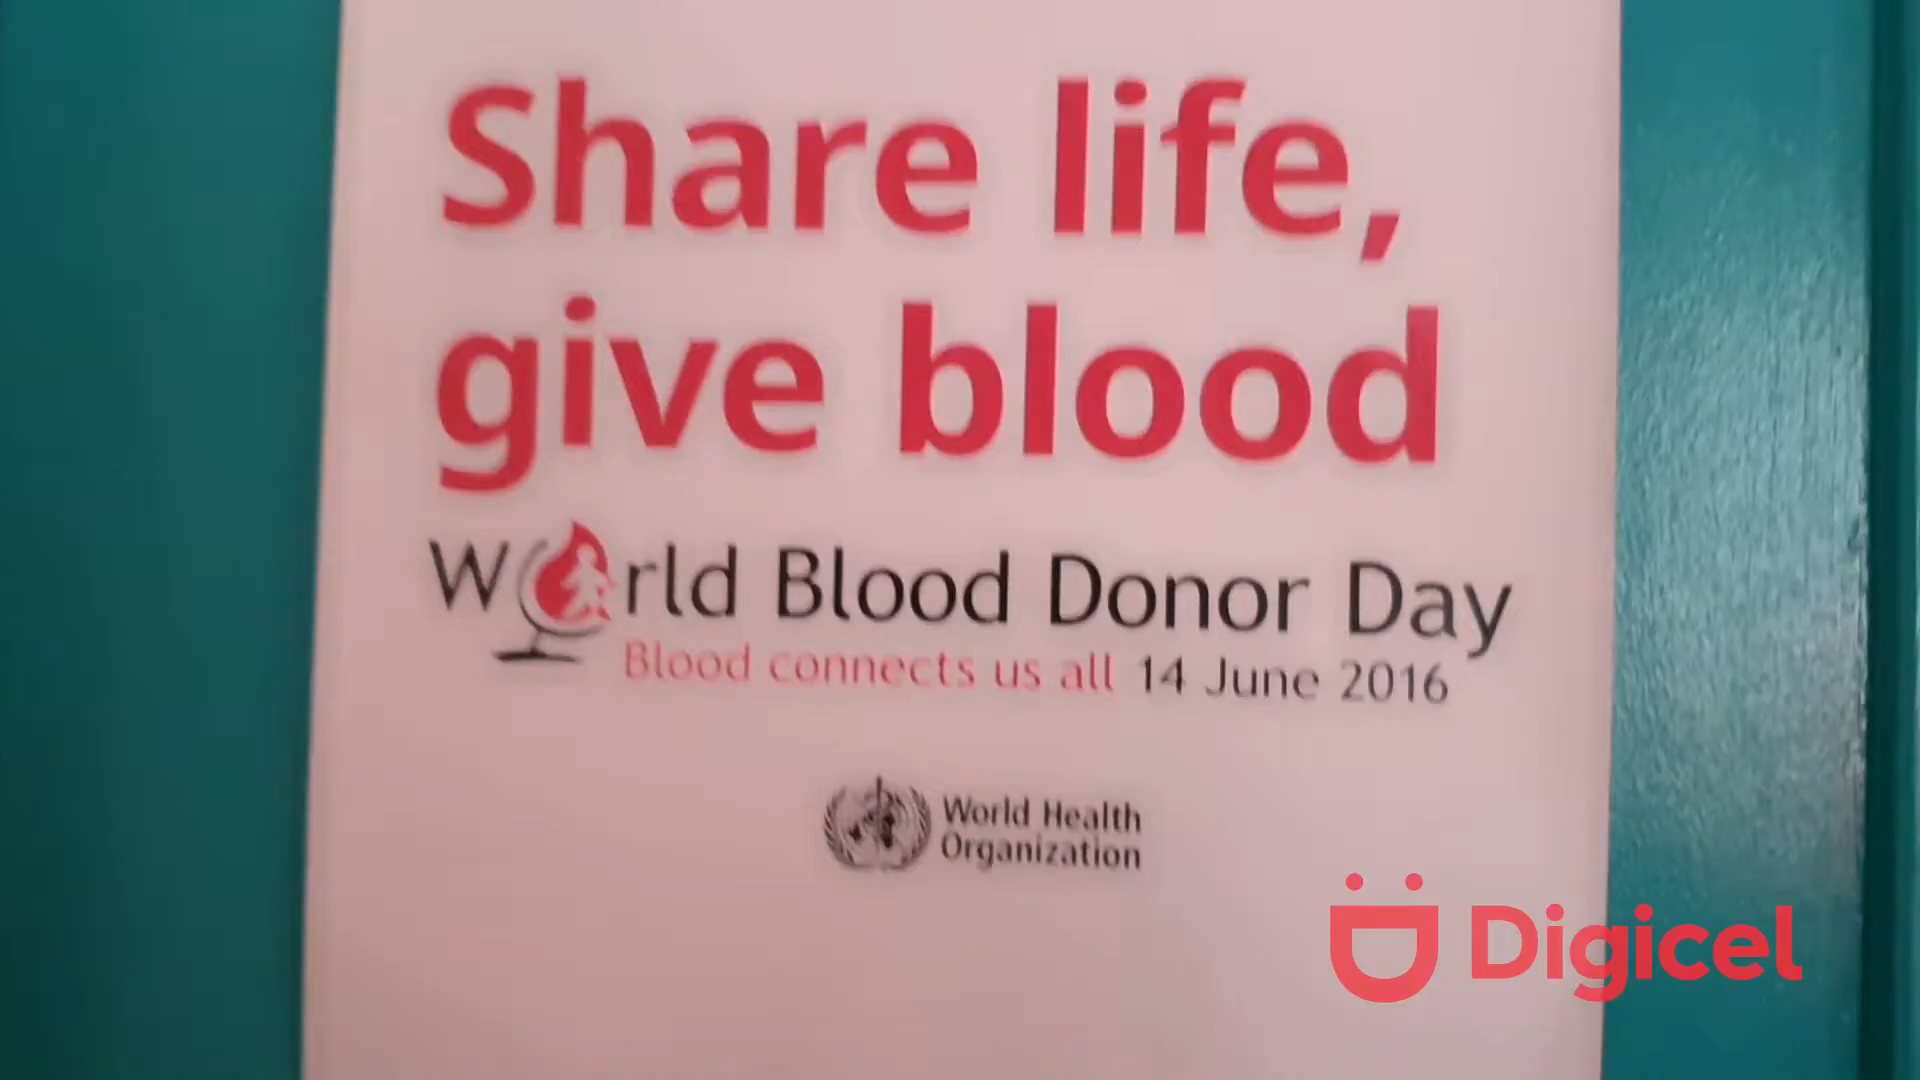 Share life,
give blood
World Blood Donor Day
Blood connects us all 14 June 2016
World Health
Organization
Digicel